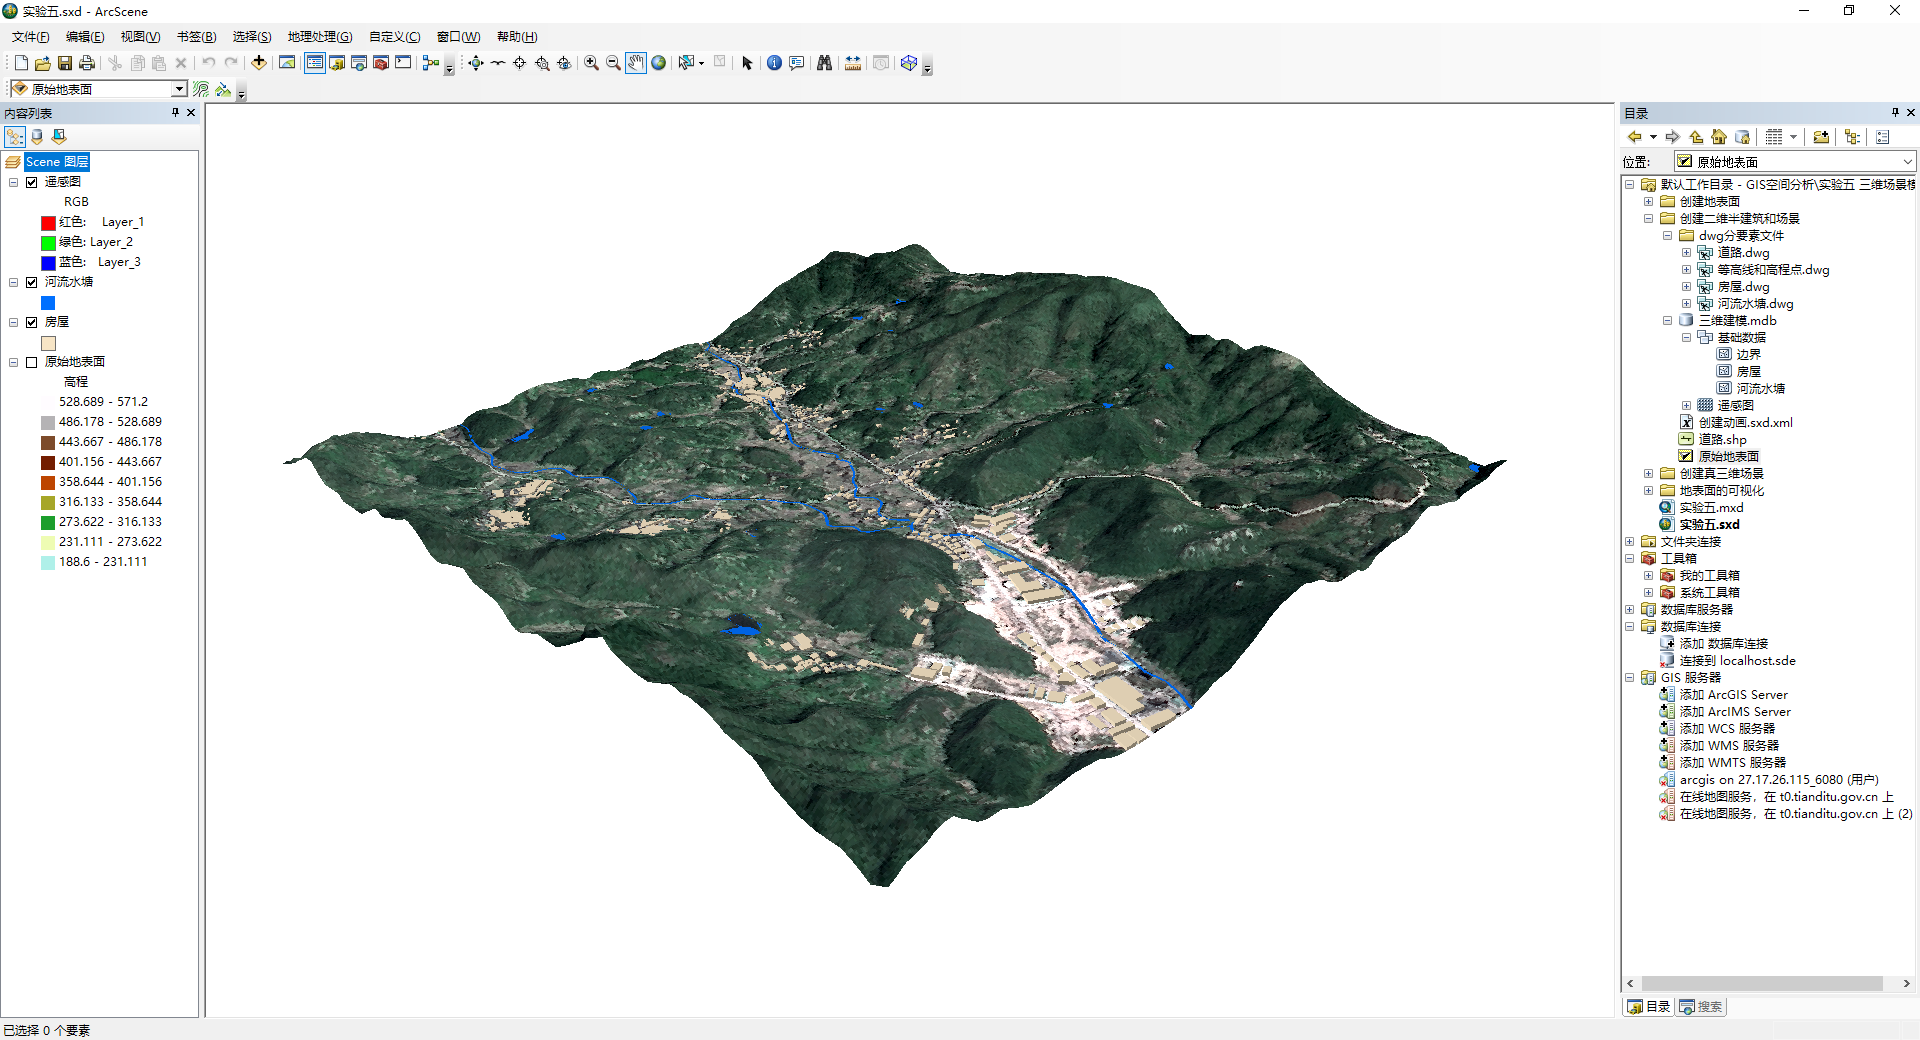 实验五.sxd - ArcScene
文件(F) 编辑(E) 视图(V) 书签(B) 选择(S) 地理处理(G) 自定义(C) 窗口(W) 帮助(H)
原始地表面
内容列表
Scene 图层
遥感图
RGB
红色: Layer_1
绿色: Layer_2
蓝色: Layer_3
河流水塘
房屋
原始地表面
高程
528.689 - 571.2
486.178 - 528.689
443.667 - 486.178
401.156 - 443.667
358.644 - 401.156
316.133 - 358.644
273.622 - 316.133
231.111 - 273.622
188.6 - 231.111
目录
位置: 原始地表面
默认工作目录 - GIS空间分析\实验五 三维场景模
创建地表面
创建二维半建筑和场景
dwg分要素文件
道路.dwg
等高线和高程点.dwg
房屋.dwg
河流水塘.dwg
三维建模.mdb
基础数据
边界
房屋
河流水塘
遥感图
创建动画.sxd.xml
道路.shp
原始地表面
创建真三维场景
地表面的可视化
实验五.mxd
实验五.sxd
文件夹连接
工具箱
我的工具箱
系统工具箱
数据库服务器
数据库连接
添加 数据库连接
连接到 localhost.sde
GIS 服务器
添加 ArcGIS Server
添加 ArcIMS Server
添加 WCS 服务器
添加 WMS 服务器
添加 WMTS 服务器
arcgis on 27.17.26.115_6080 (用户)
在线地图服务，在 t0.tianditu.gov.cn 上
在线地图服务，在 t0.tianditu.gov.cn 上 (2)
目录 搜索
已选择 0 个要素